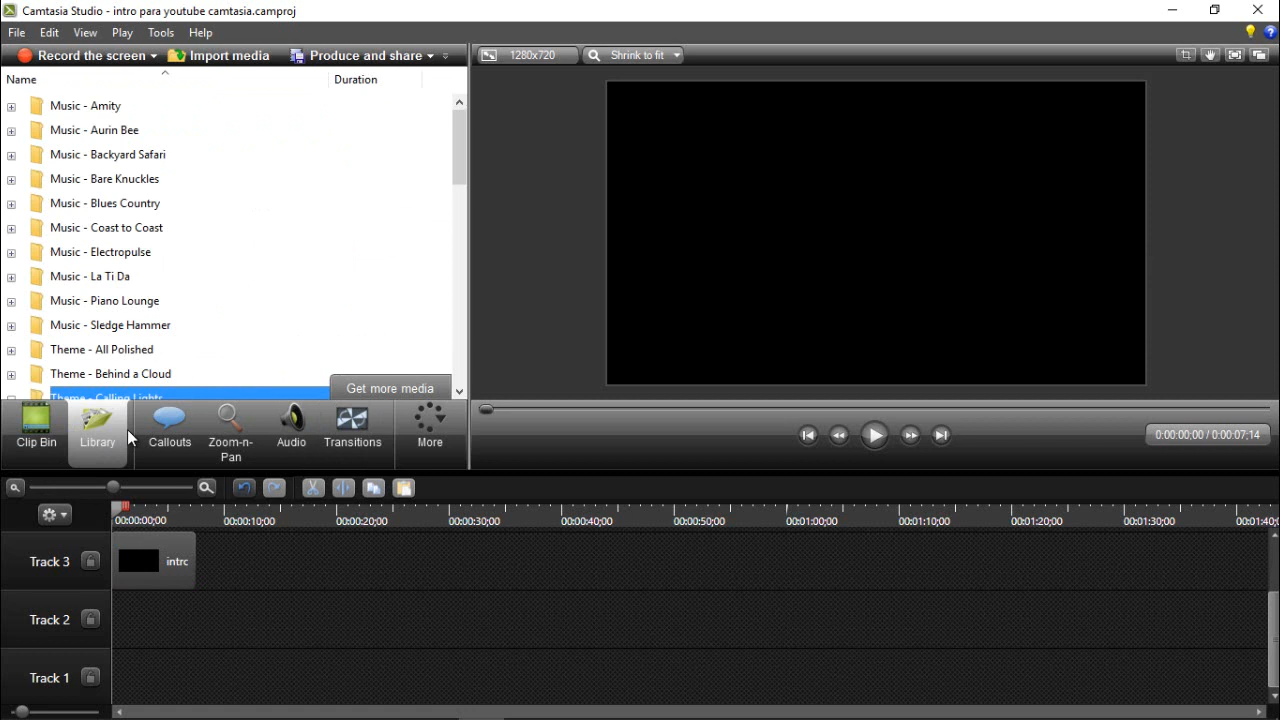 Camtasia Studio - intro para youtube camtasia.camproj
File Edit View Play Tools Help
Record the screen Import media Produce and share 1280x720 Shrink to fit
Name Duration
Music - Amity
Music - Aurin Bee
Music - Backyard Safari
Music - Bare Knuckles
Music - Blues Country
Music - Coast to Coast
Music - Electropulse
Music - La Ti Da
Music - Piano Lounge
Music - Sledge Hammer
Theme - All Polished
Theme - Behind a Cloud
Theme - Calling Lights
Get more media
Clip Bin Library Callouts Zoom-n-Pan Audio Transitions More
0:00:00;00 / 0:00:07;14
00:00:00;00 00:00:10;00 00:00:20;00 00:00:30;00 00:00:40;00 00:00:50;00 00:01:00;00 00:01:10;00 00:01:20;00 00:01:30;00 00:01:40;
Track 3 intrc
Track 2
Track 1